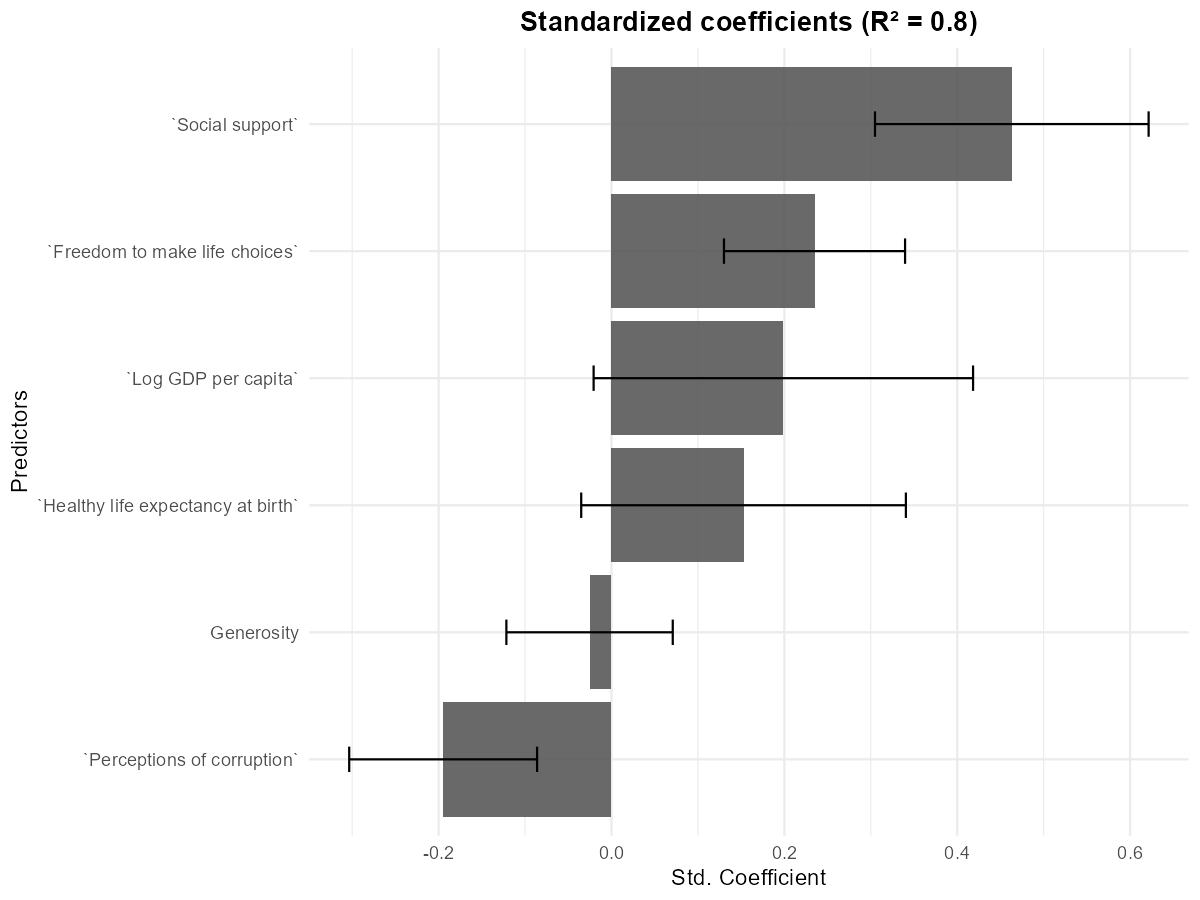 Standardized coefficients (R² = 0.8)
`Social support`
`Freedom to make life choices`
`Log GDP per capita`
`Healthy life expectancy at birth`
Generosity
`Perceptions of corruption`
Predictors
-0.2 0.0 0.2 0.4 0.6
Std. Coefficient